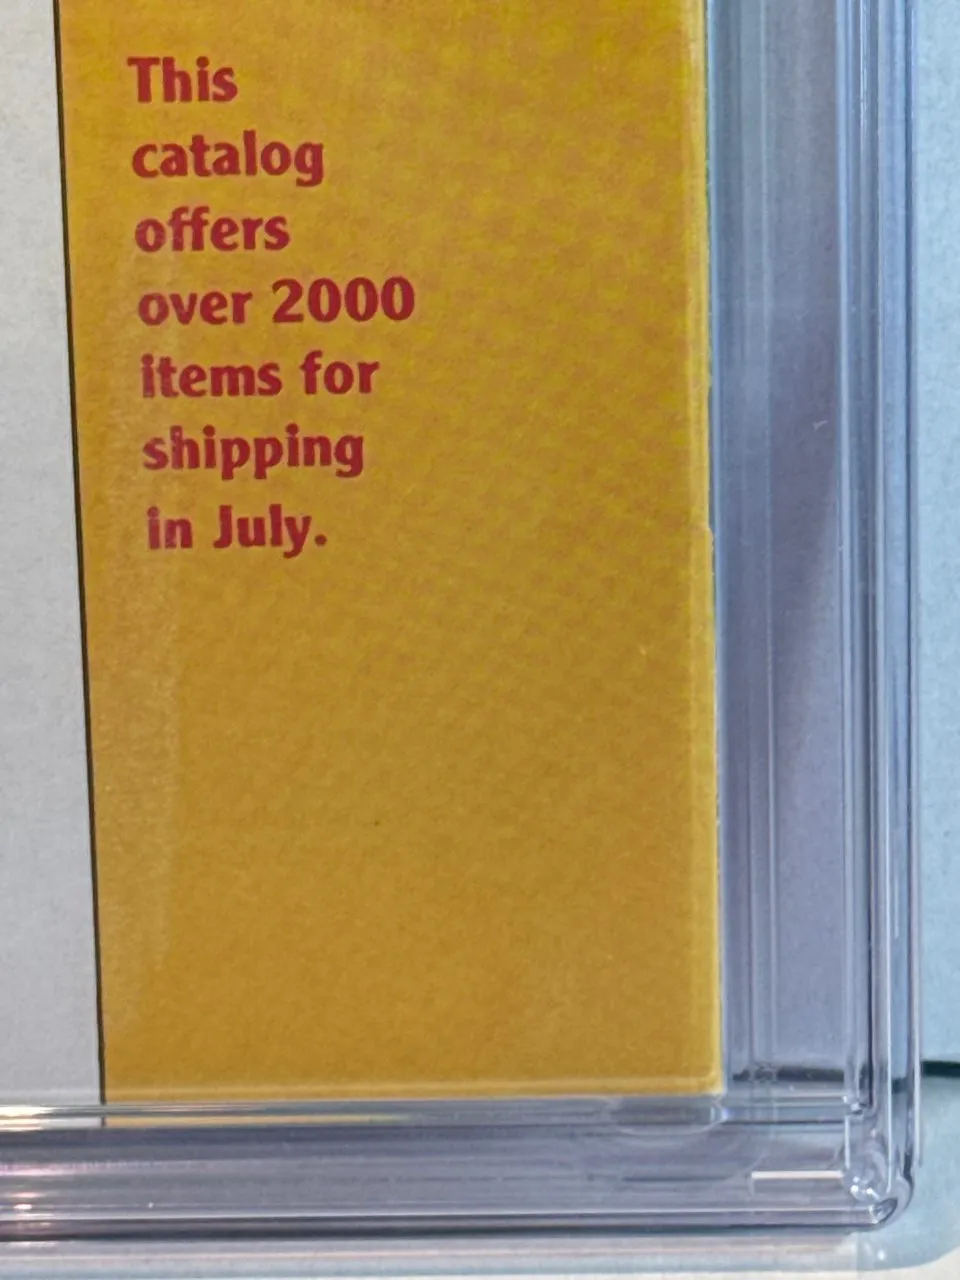 This
catalog
offers
over 2000
items for
shipping
in July.